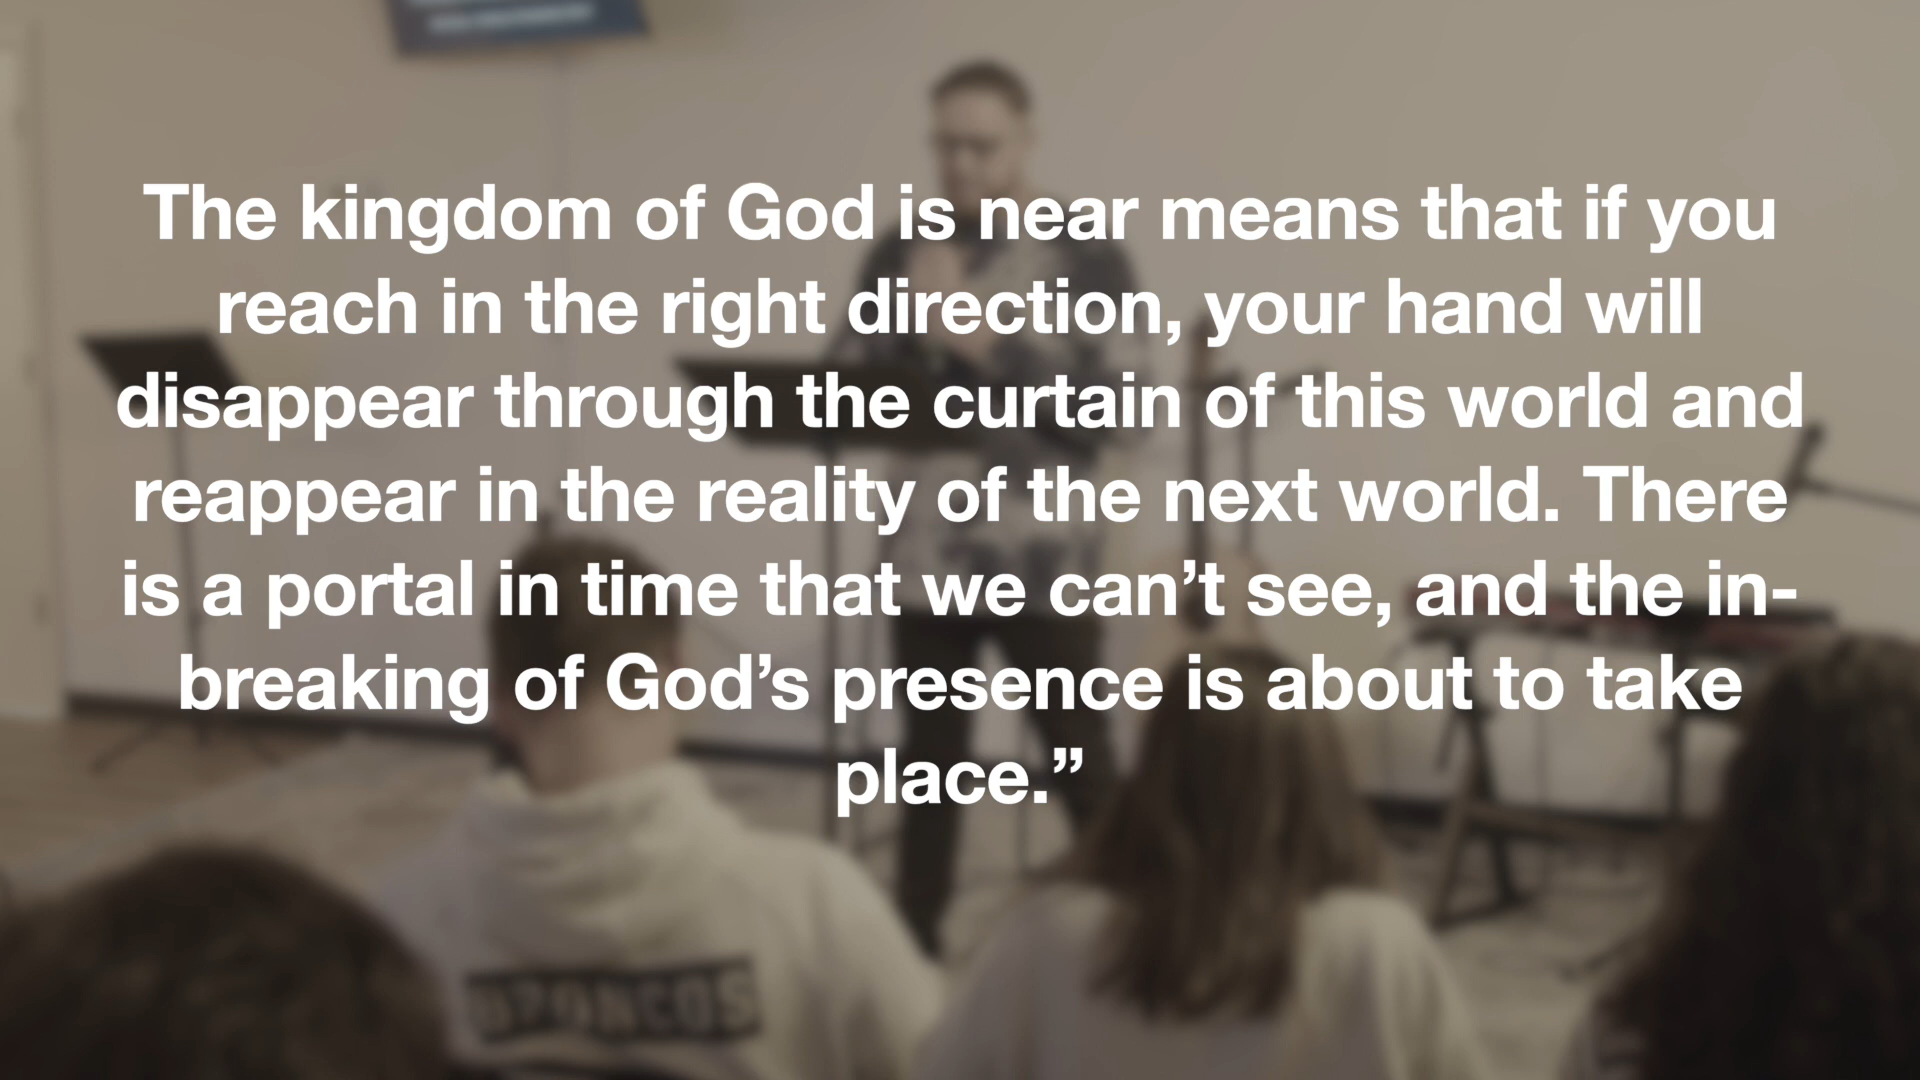 The kingdom of God is near means that if you
reach in the right direction, your hand will
disappear through the curtain of this world and
reappear in the reality of the next world. There
is a portal in time that we can’t see, and the in-
breaking of God’s presence is about to take
place.”
BRONCOS